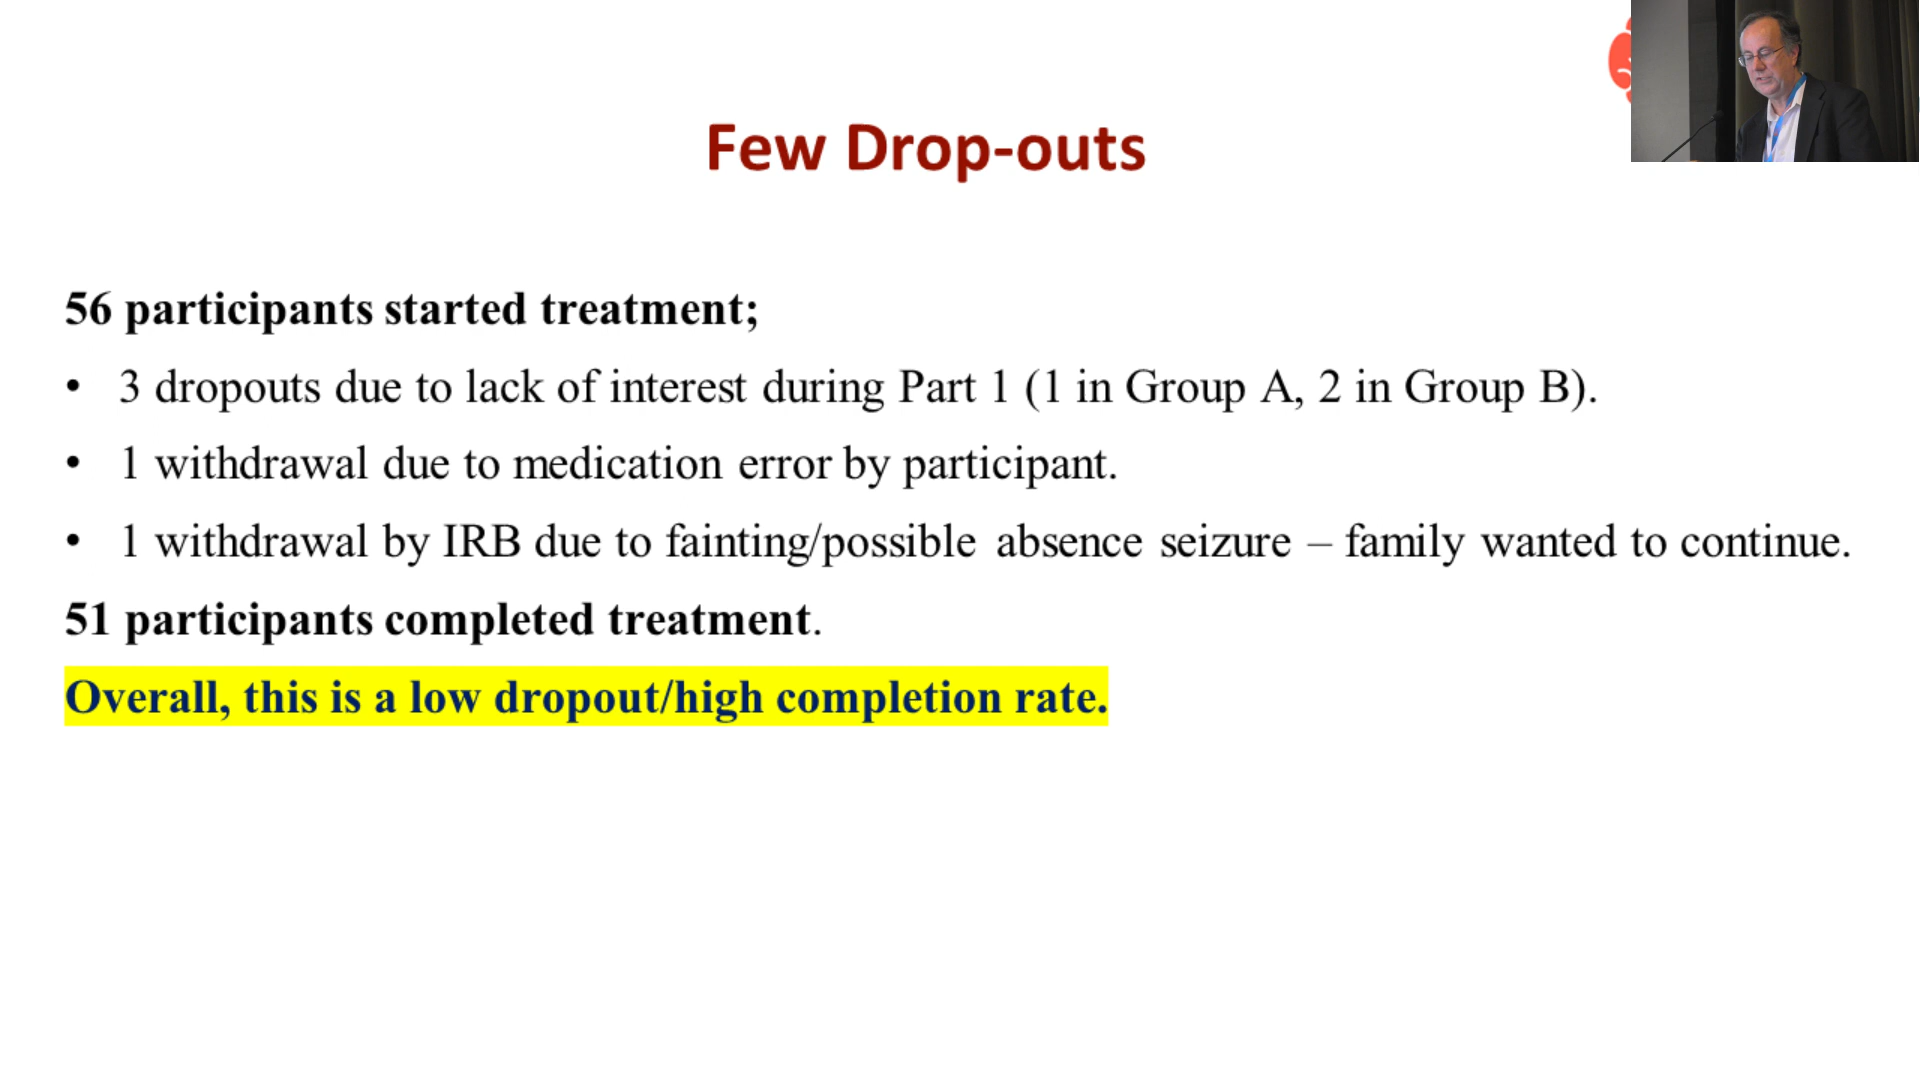 Few Drop-outs
56 participants started treatment;
• 3 dropouts due to lack of interest during Part 1 (1 in Group A, 2 in Group B).
• 1 withdrawal due to medication error by participant.
• 1 withdrawal by IRB due to fainting/possible absence seizure – family wanted to continue.
51 participants completed treatment.
Overall, this is a low dropout/high completion rate.